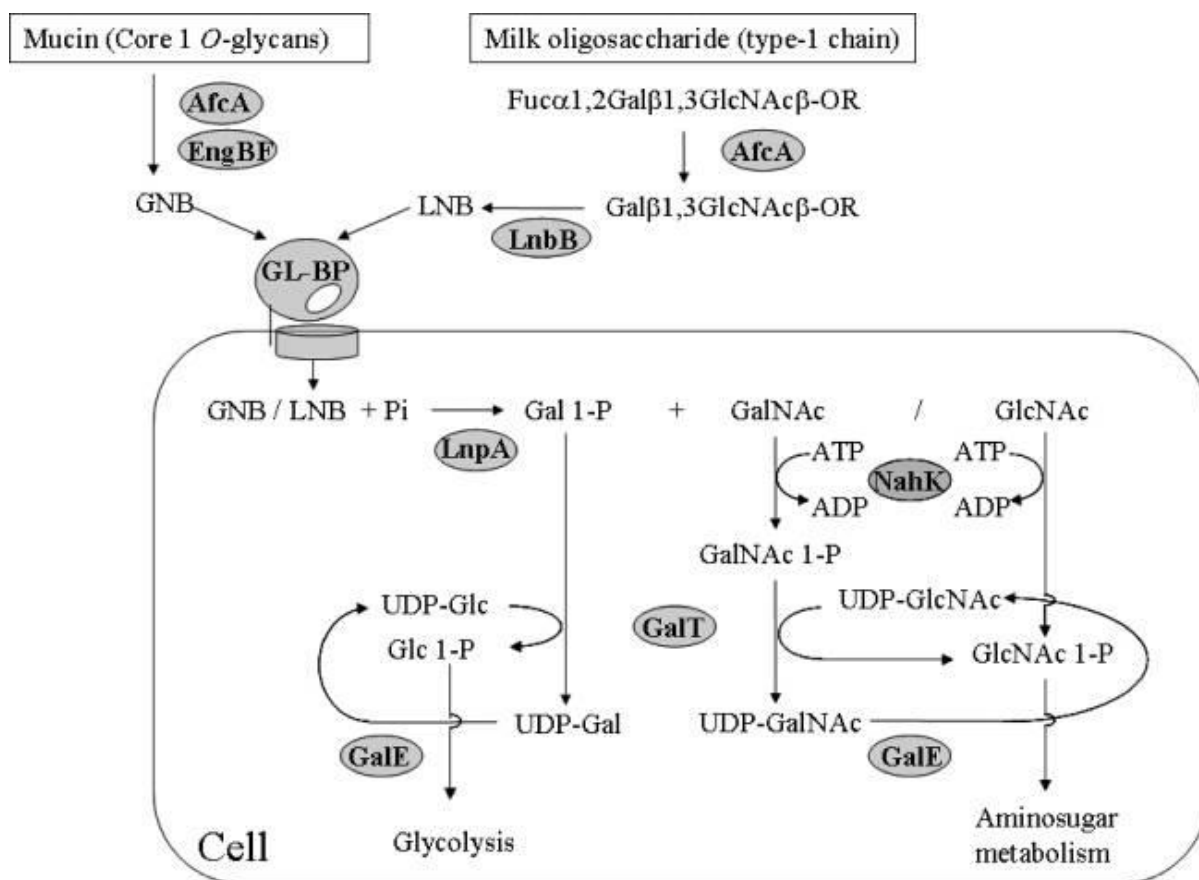 Mucin (Core 1 O-glycans)
Milk oligosaccharide (type-1 chain)
AfcA
EngBF
Fucα1,2Galβ1,3GlcNAcβ-OR
AfcA
GNB
LNB
Galβ1,3GlcNAcβ-OR
LnbB
GL-BP
GNB / LNB + Pi
Gal 1-P + GalNAc / GlcNAc
LnpA
ATP
ATP
NahK
ADP
ADP
GalNAc 1-P
UDP-Glc
UDP-GlcNAc
GalT
Glc 1-P
GlcNAc 1-P
UDP-Gal
UDP-GalNAc
GalE
GalE
Cell
Glycolysis
Aminosugar
metabolism